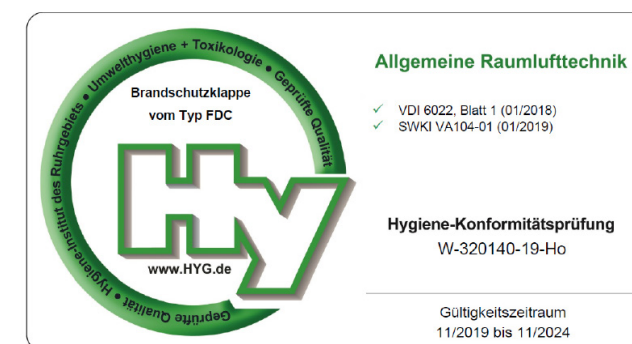 Hygiene-Institut des Ruhrgebiets • Umwelthygiene + Toxikologie • Geprüfte Qualität
Geprüfte Qualität •
Brandschutzklappe
vom Typ FDC
Hy
www.HYG.de
Allgemeine Raumlufttechnik
✓ VDI 6022, Blatt 1 (01/2018)
✓ SWKI VA104-01 (01/2019)
Hygiene-Konformitätsprüfung
W-320140-19-Ho
Gültigkeitszeitraum
11/2019 bis 11/2024